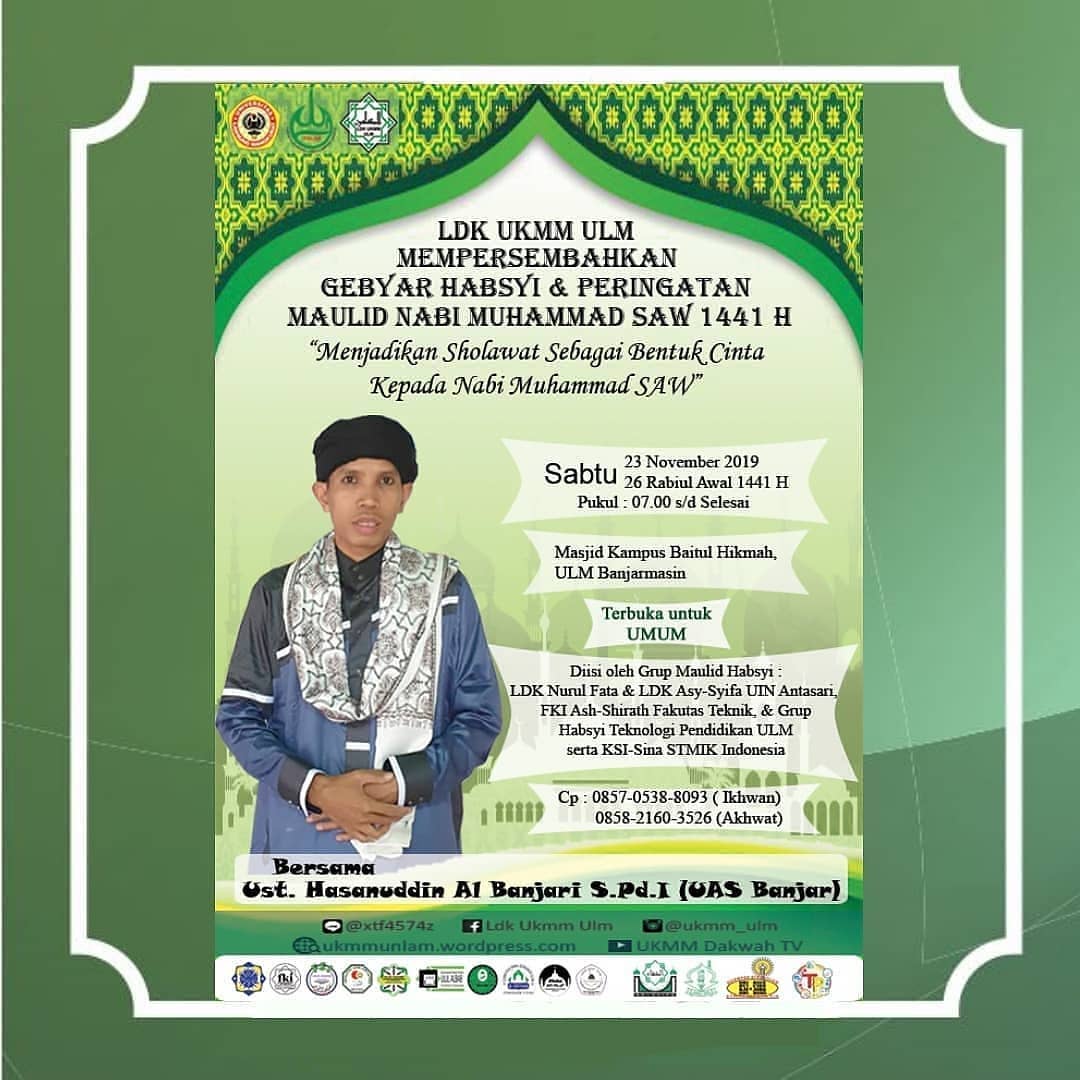 LDK UKMM ULM
MEMPERSEMBAHKAN
GEBYAR HABSYI & PERINGATAN
MAULID NABI MUHAMMAD SAW 1441 H
“Menjadikan Sholawat Sebagai Bentuk Cinta
Kepada Nabi Muhammad SAW”
Sabtu
23 November 2019
26 Rabiul Awal 1441 H
Pukul : 07.00 s/d Selesai
Masjid Kampus Baitul Hikmah,
ULM Banjarmasin
Terbuka untuk
UMUM
Diisi oleh Grup Maulid Habsyi :
LDK Nurul Fata & LDK Asy-Syifa UIN Antasari,
FKI Ash-Shirath Fakutas Teknik, & Grup
Habsyi Teknologi Pendidikan ULM
serta KSI-Sina STMIK Indonesia
Cp : 0857-0538-8093 ( Ikhwan)
0858-2160-3526 (Akhwat)
Bersama
Ust. Hasanuddin Al Banjari S.Pd.I (UAS Banjar)
@xtf4574z
Ldk Ukmm Ulm
@ukmm_ulm
ukmmunlam.wordpress.com
UKMM Dakwah TV